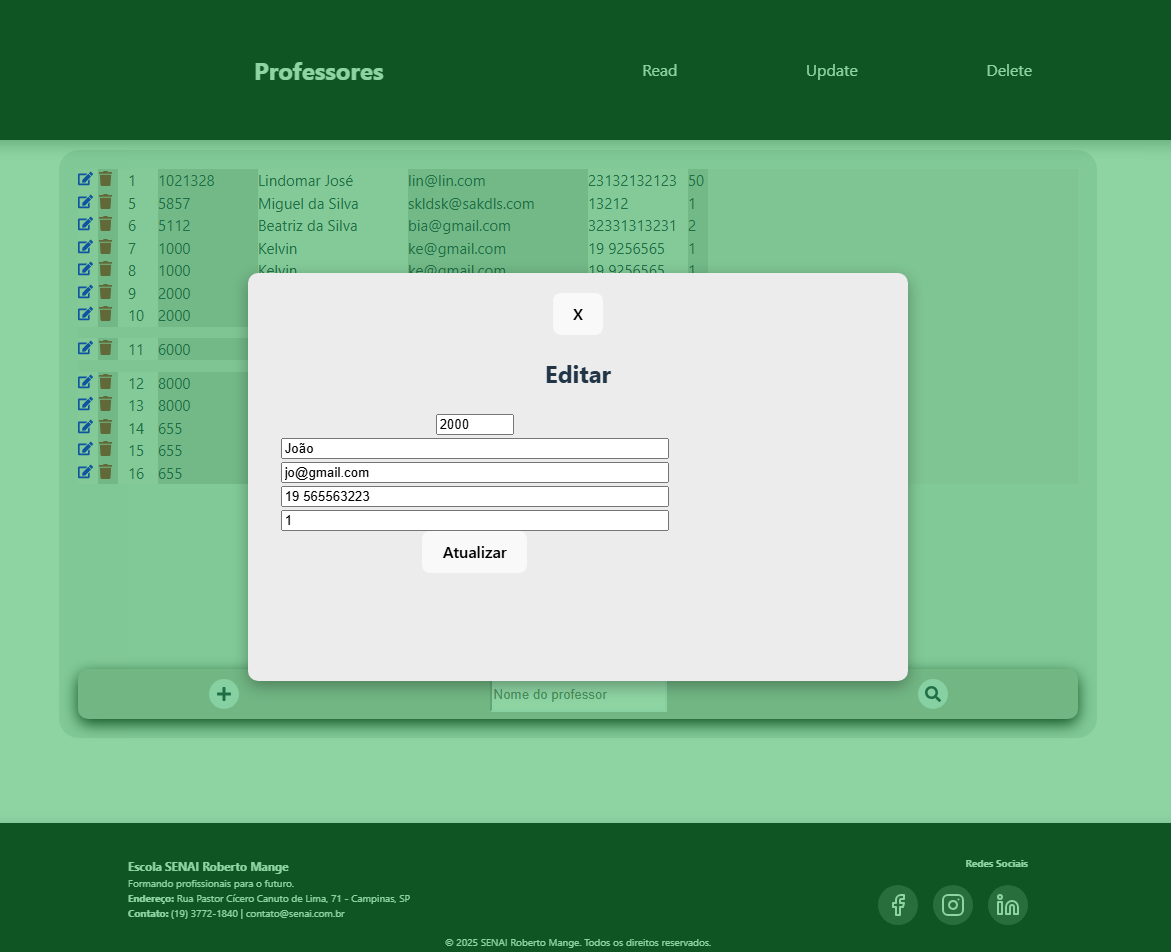 Professores Read Update Delete
1 1021328 Lindomar José lin@lin.com 23132132123 50
5 5857 Miguel da Silva skldsk@sakdls.com 13212 1
6 5112 Beatriz da Silva bia@gmail.com 32331313231 2
7 1000 Kelvin ke@gmail.com 19 9256565 1
8 1000 Kelvin ke@gmail.com 19 9256565 1
9 2000
10 2000
11 6000
12 8000
13 8000
14 655
15 655
16 655
X
Editar
2000
João
jo@gmail.com
19 565563223
1
Atualizar
Nome do professor
Escola SENAI Roberto Mange
Formando profissionais para o futuro.
Endereço: Rua Pastor Cícero Canuto de Lima, 71 - Campinas, SP
Contato: (19) 3772-1840 | contato@senai.com.br
Redes Sociais
© 2025 SENAI Roberto Mange. Todos os direitos reservados.